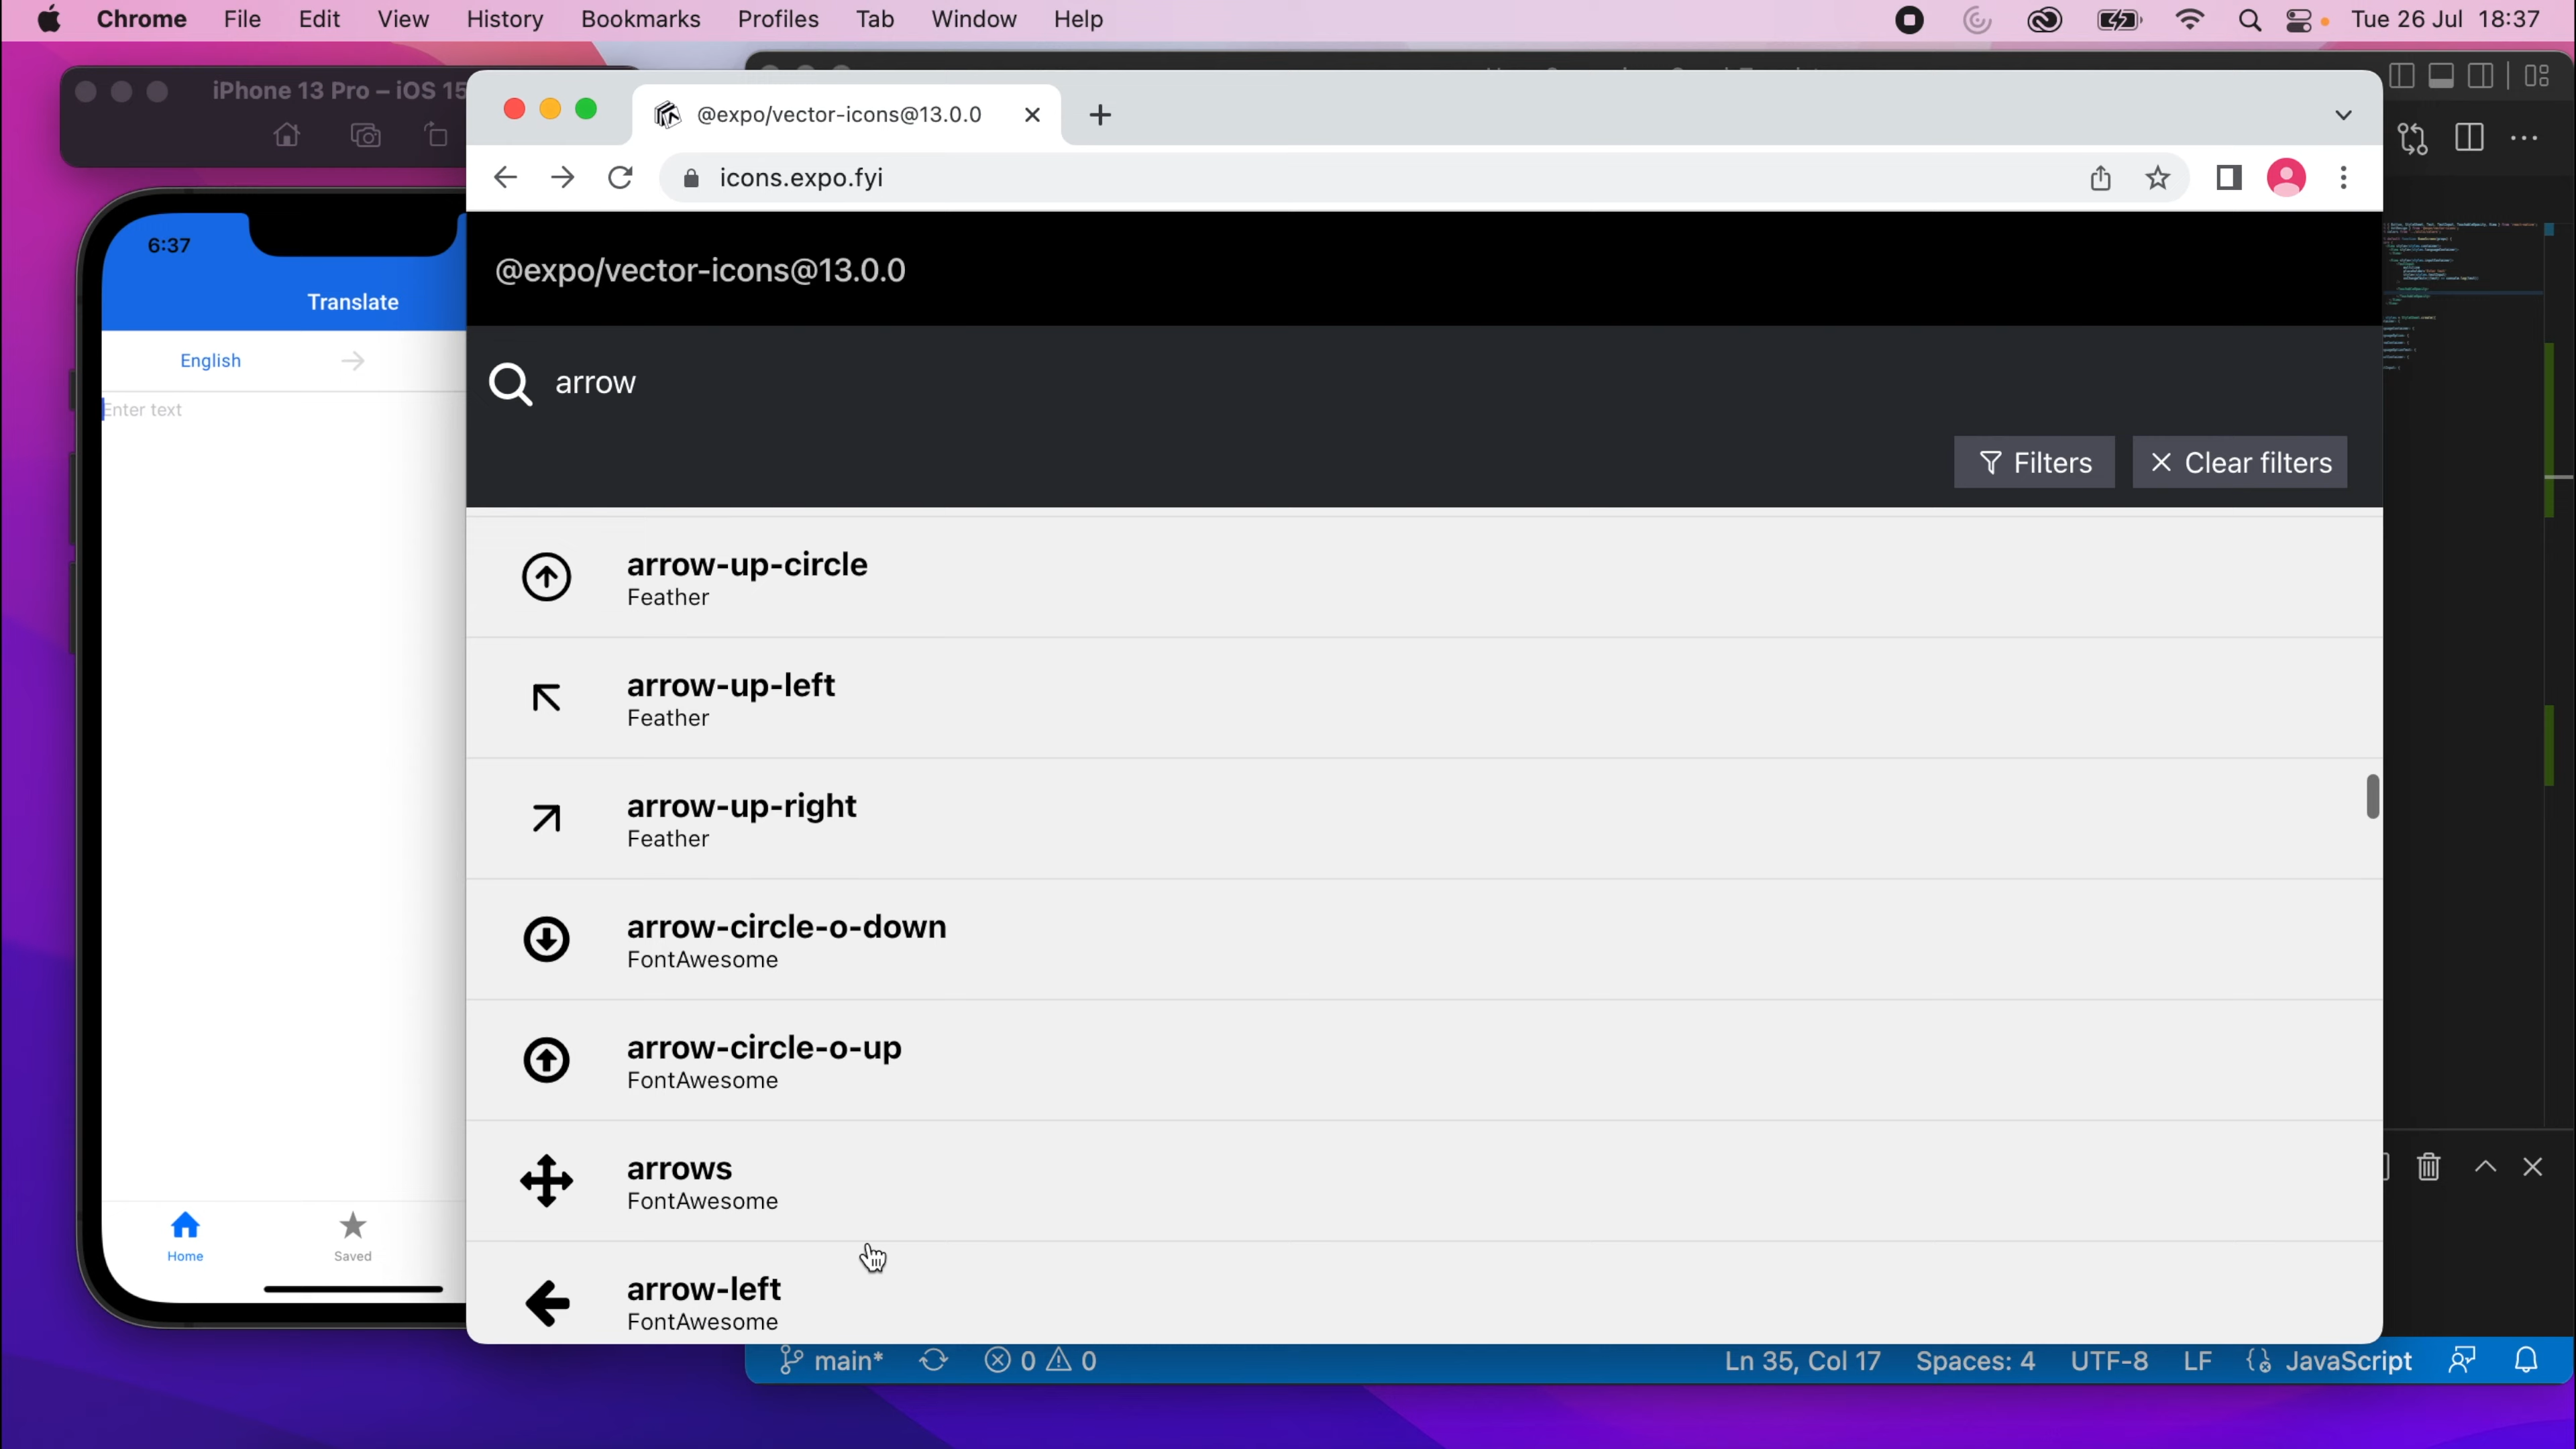 Chrome File Edit View History Bookmarks Profiles Tab Window Help Tue 26 Jul 18:37
iPhone 13 Pro – iOS 15
@expo/vector-icons@13.0.0
icons.expo.fyi
6:37
Translate
English
Enter text
Home
Saved
@expo/vector-icons@13.0.0
arrow
Filters
Clear filters
arrow-up-circle
Feather
arrow-up-left
Feather
arrow-up-right
Feather
arrow-circle-o-down
FontAwesome
arrow-circle-o-up
FontAwesome
arrows
FontAwesome
arrow-left
FontAwesome
main* 0 0 Ln 35, Col 17 Spaces: 4 UTF-8 LF JavaScript